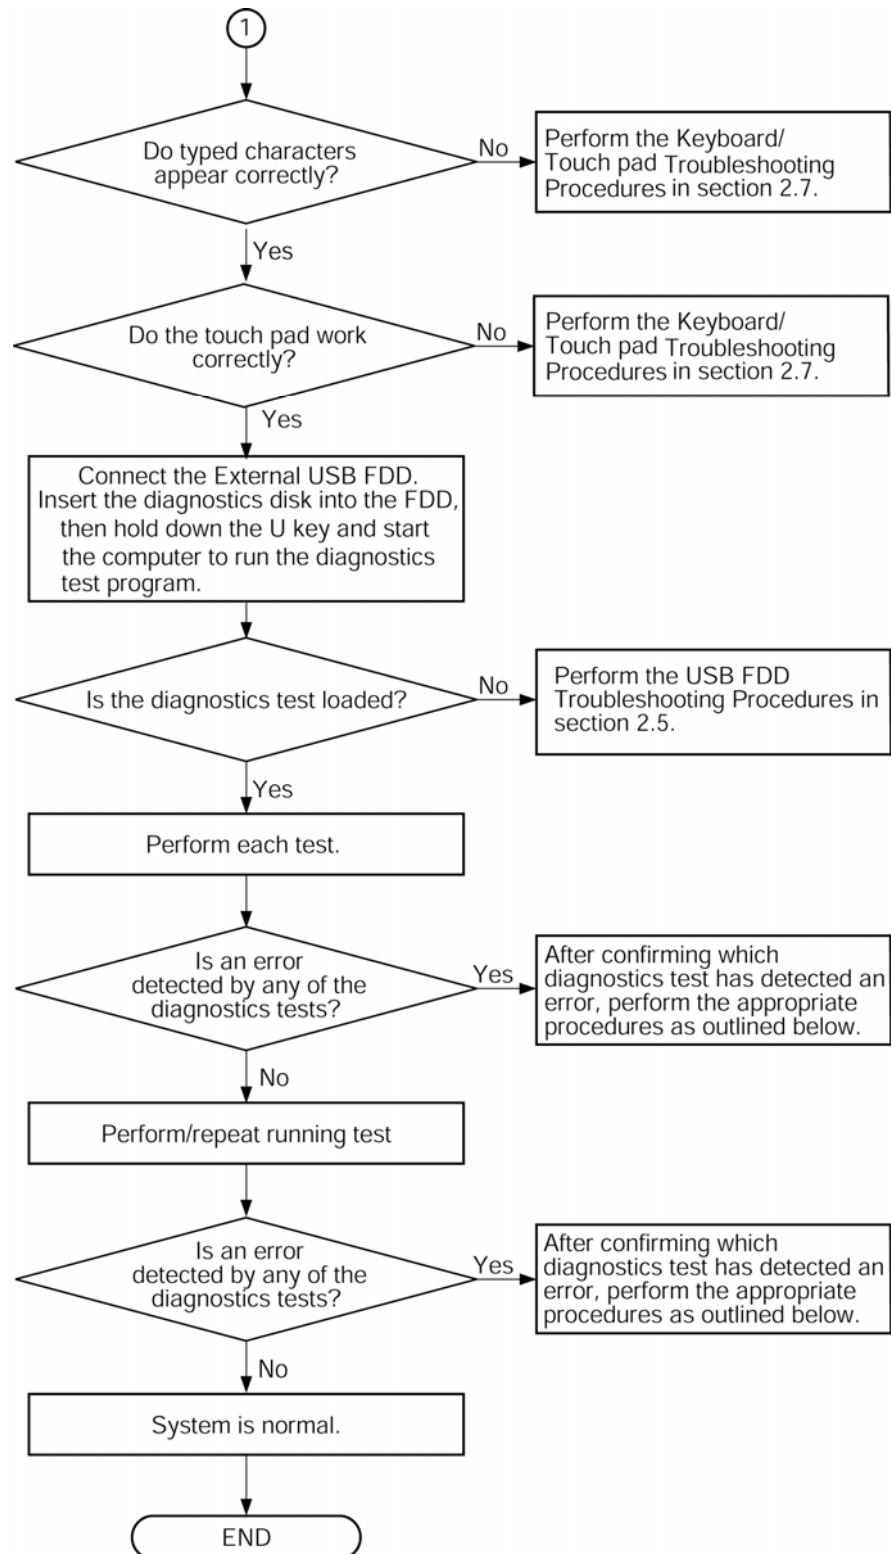 1
Do typed characters
appear correctly?
No
Perform the Keyboard/
Touch pad Troubleshooting
Procedures in section 2.7.
Yes
Do the touch pad work
correctly?
No
Perform the Keyboard/
Touch pad Troubleshooting
Procedures in section 2.7.
Yes
Connect the External USB FDD.
Insert the diagnostics disk into the FDD,
then hold down the U key and start
the computer to run the diagnostics
test program.
Is the diagnostics test loaded?
No
Perform the USB FDD
Troubleshooting Procedures in
section 2.5.
Yes
Perform each test.
Is an error
detected by any of the
diagnostics tests?
Yes
After confirming which
diagnostics test has detected an
error, perform the appropriate
procedures as outlined below.
No
Perform/repeat running test
Is an error
detected by any of the
diagnostics tests?
Yes
After confirming which
diagnostics test has detected an
error, perform the appropriate
procedures as outlined below.
No
System is normal.
END